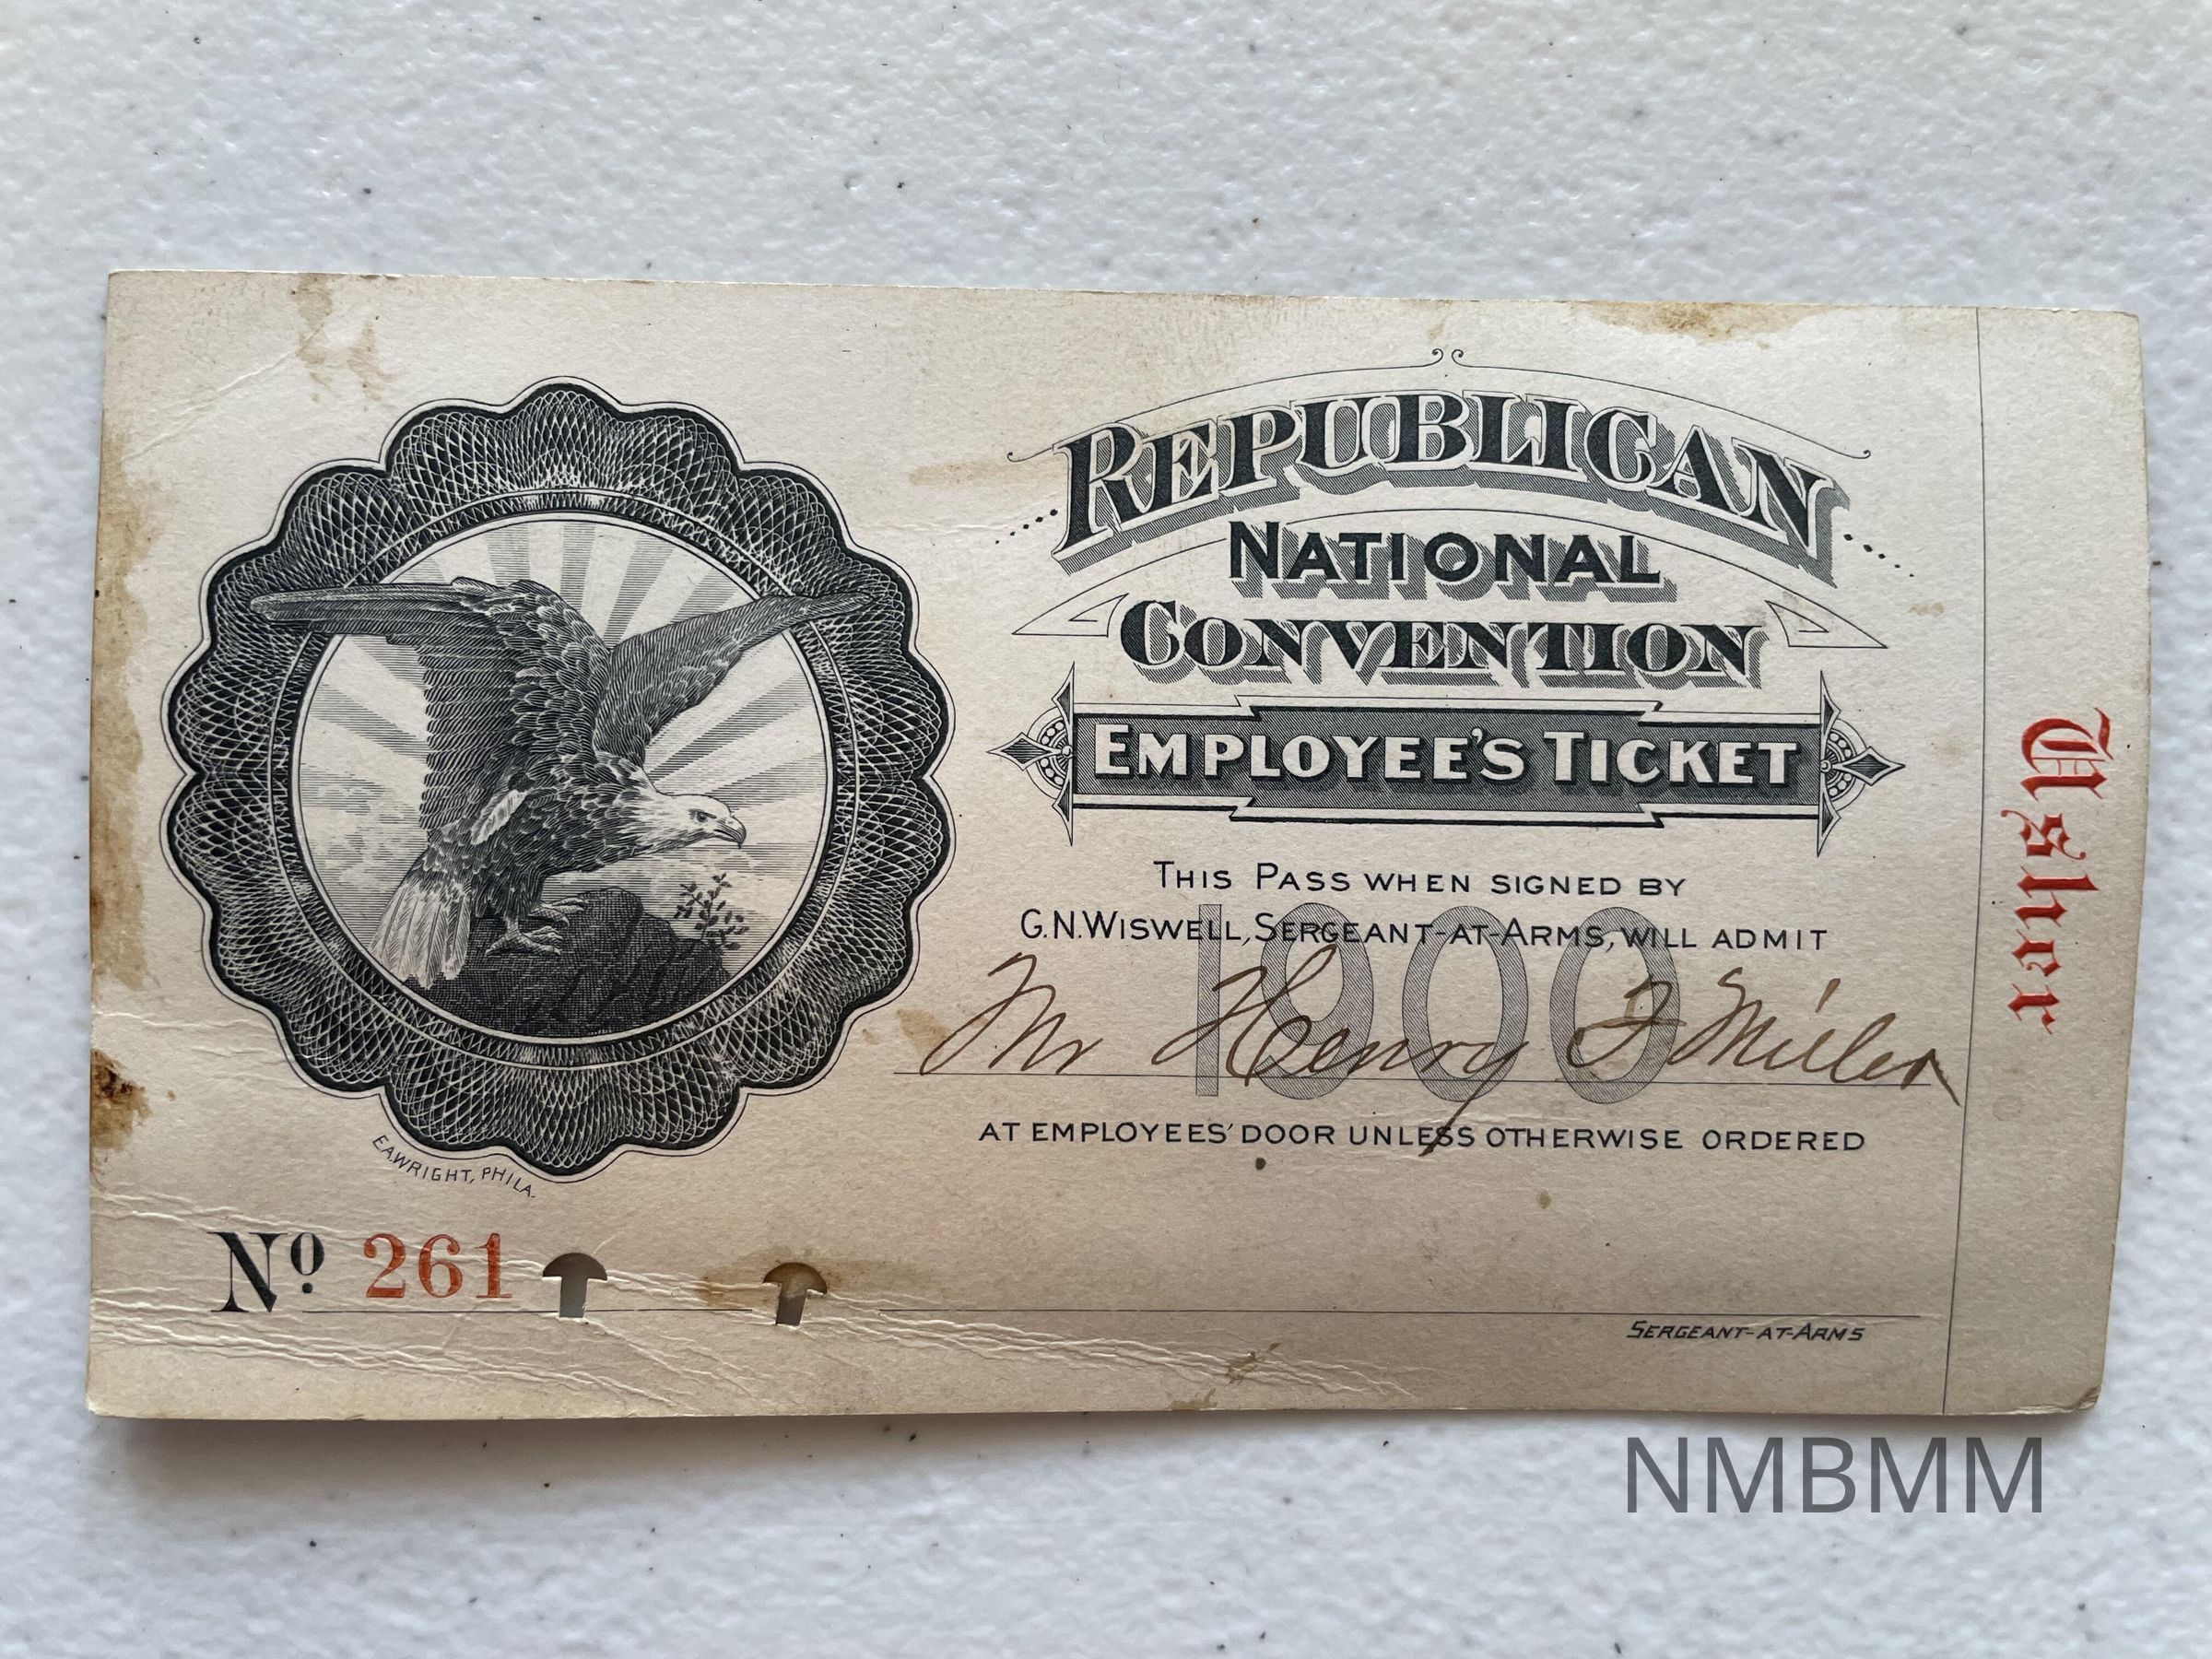 REPUBLICAN
NATIONAL
CONVENTION
EMPLOYEE'S TICKET
THIS PASS WHEN SIGNED BY
G.N.WISWELL, SERGEANT-AT-ARMS, WILL ADMIT
1900
Mr Henry F Miller
AT EMPLOYEES' DOOR UNLESS OTHERWISE ORDERED
E.A.WRIGHT, PHILA.
Nº 261
SERGEANT-AT-ARMS
Usher
NMBMM